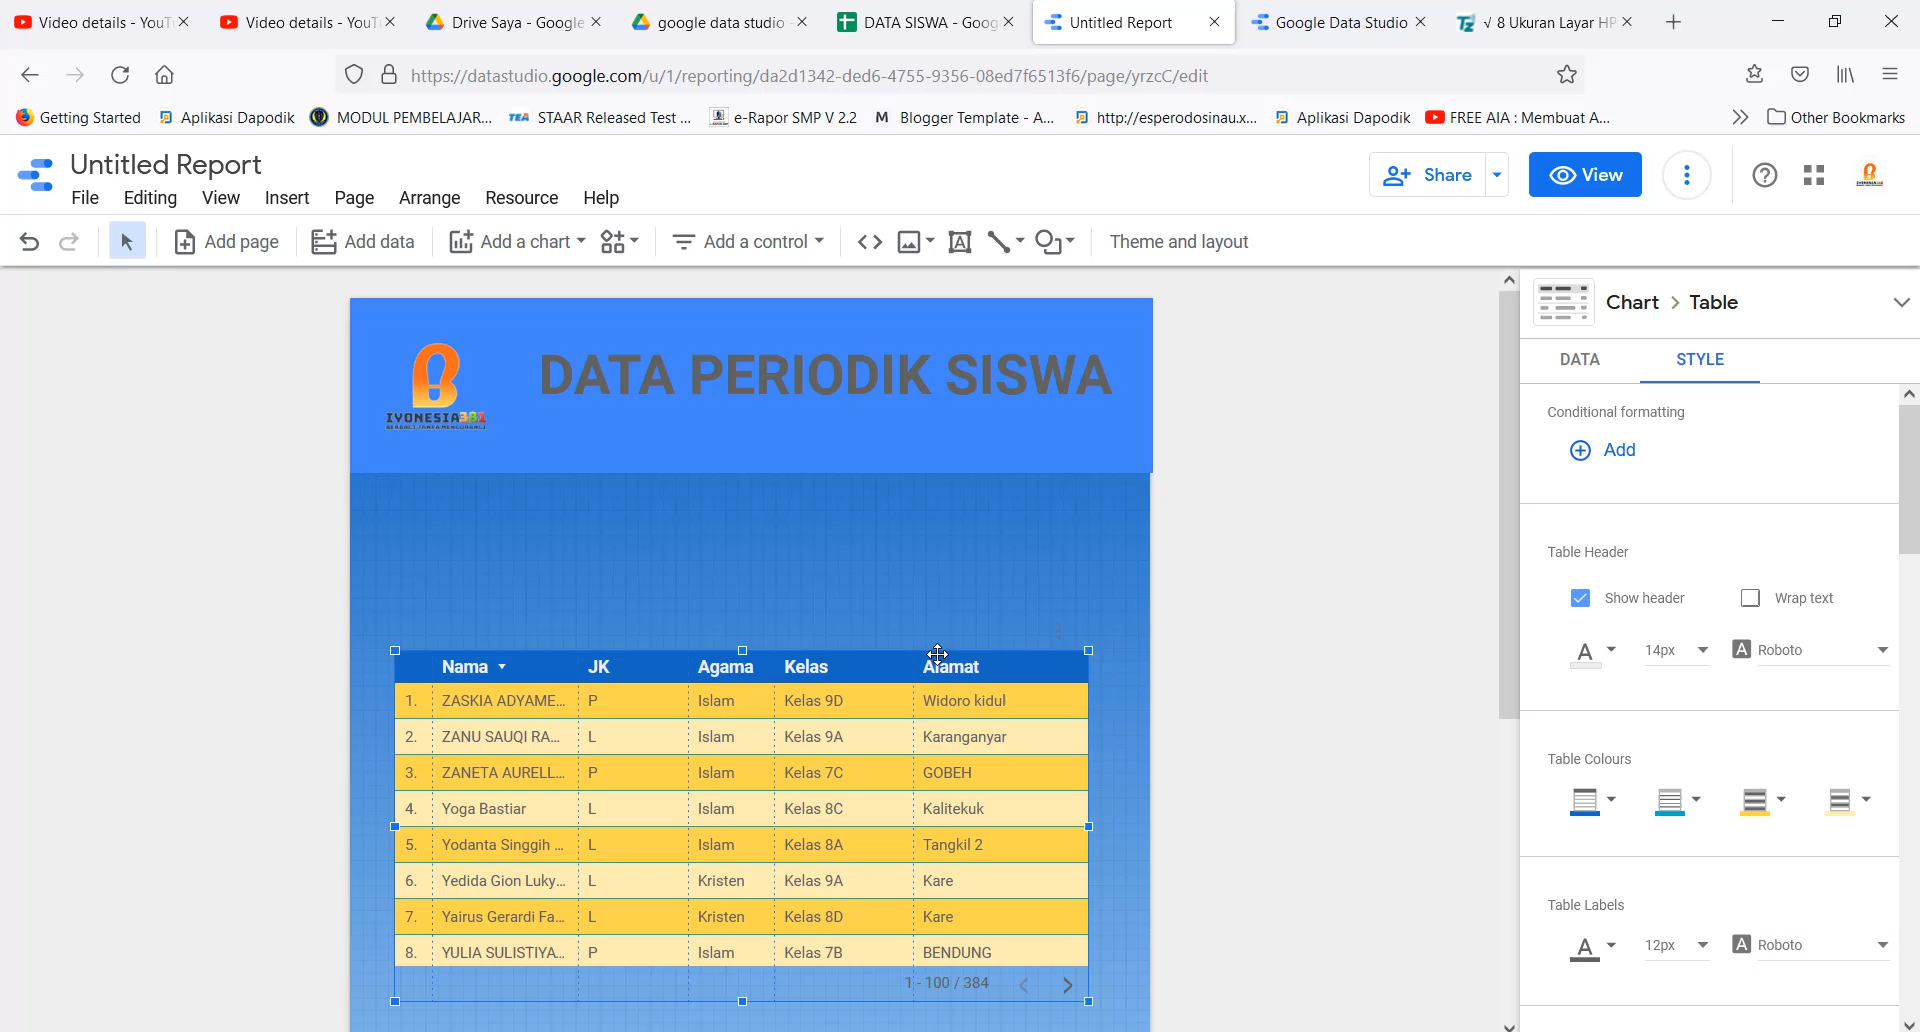 Video details - YouTu
Video details - YouTu
Drive Saya - Google
google data studio -
DATA SISWA - Goog
Untitled Report
Google Data Studio
√ 8 Ukuran Layar HP
https://datastudio.google.com/u/1/reporting/da2d1342-ded6-4755-9356-08ed7f6513f6/page/yrzcC/edit
Getting Started
Aplikasi Dapodik
MODUL PEMBELAJAR...
TEA STAAR Released Test ...
e-Rapor SMP V 2.2
M Blogger Template - A...
http://esperodosinau.x...
Aplikasi Dapodik
FREE AIA : Membuat A...
Other Bookmarks
Untitled Report
File Editing View Insert Page Arrange Resource Help
Share
View
Add page
Add data
Add a chart
Add a control
Theme and layout
DATA PERIODIK SISWA
IVONESIA381
BERBAGI TANPA MENGURANGI
Nama JK Agama Kelas Alamat
1. ZASKIA ADYAME... P Islam Kelas 9D Widoro kidul
2. ZANU SAUQI RA... L Islam Kelas 9A Karanganyar
3. ZANETA AURELL... P Islam Kelas 7C GOBEH
4. Yoga Bastiar L Islam Kelas 8C Kalitekuk
5. Yodanta Singgih ... L Islam Kelas 8A Tangkil 2
6. Yedida Gion Luky... L Kristen Kelas 9A Kare
7. Yairus Gerardi Fa... L Kristen Kelas 8D Kare
8. YULIA SULISTIYA... P Islam Kelas 7B BENDUNG
1 - 100 / 384
Chart > Table
DATA STYLE
Conditional formatting
Add
Table Header
Show header Wrap text
A 14px A Roboto
Table Colours
Table Labels
A 12px A Roboto